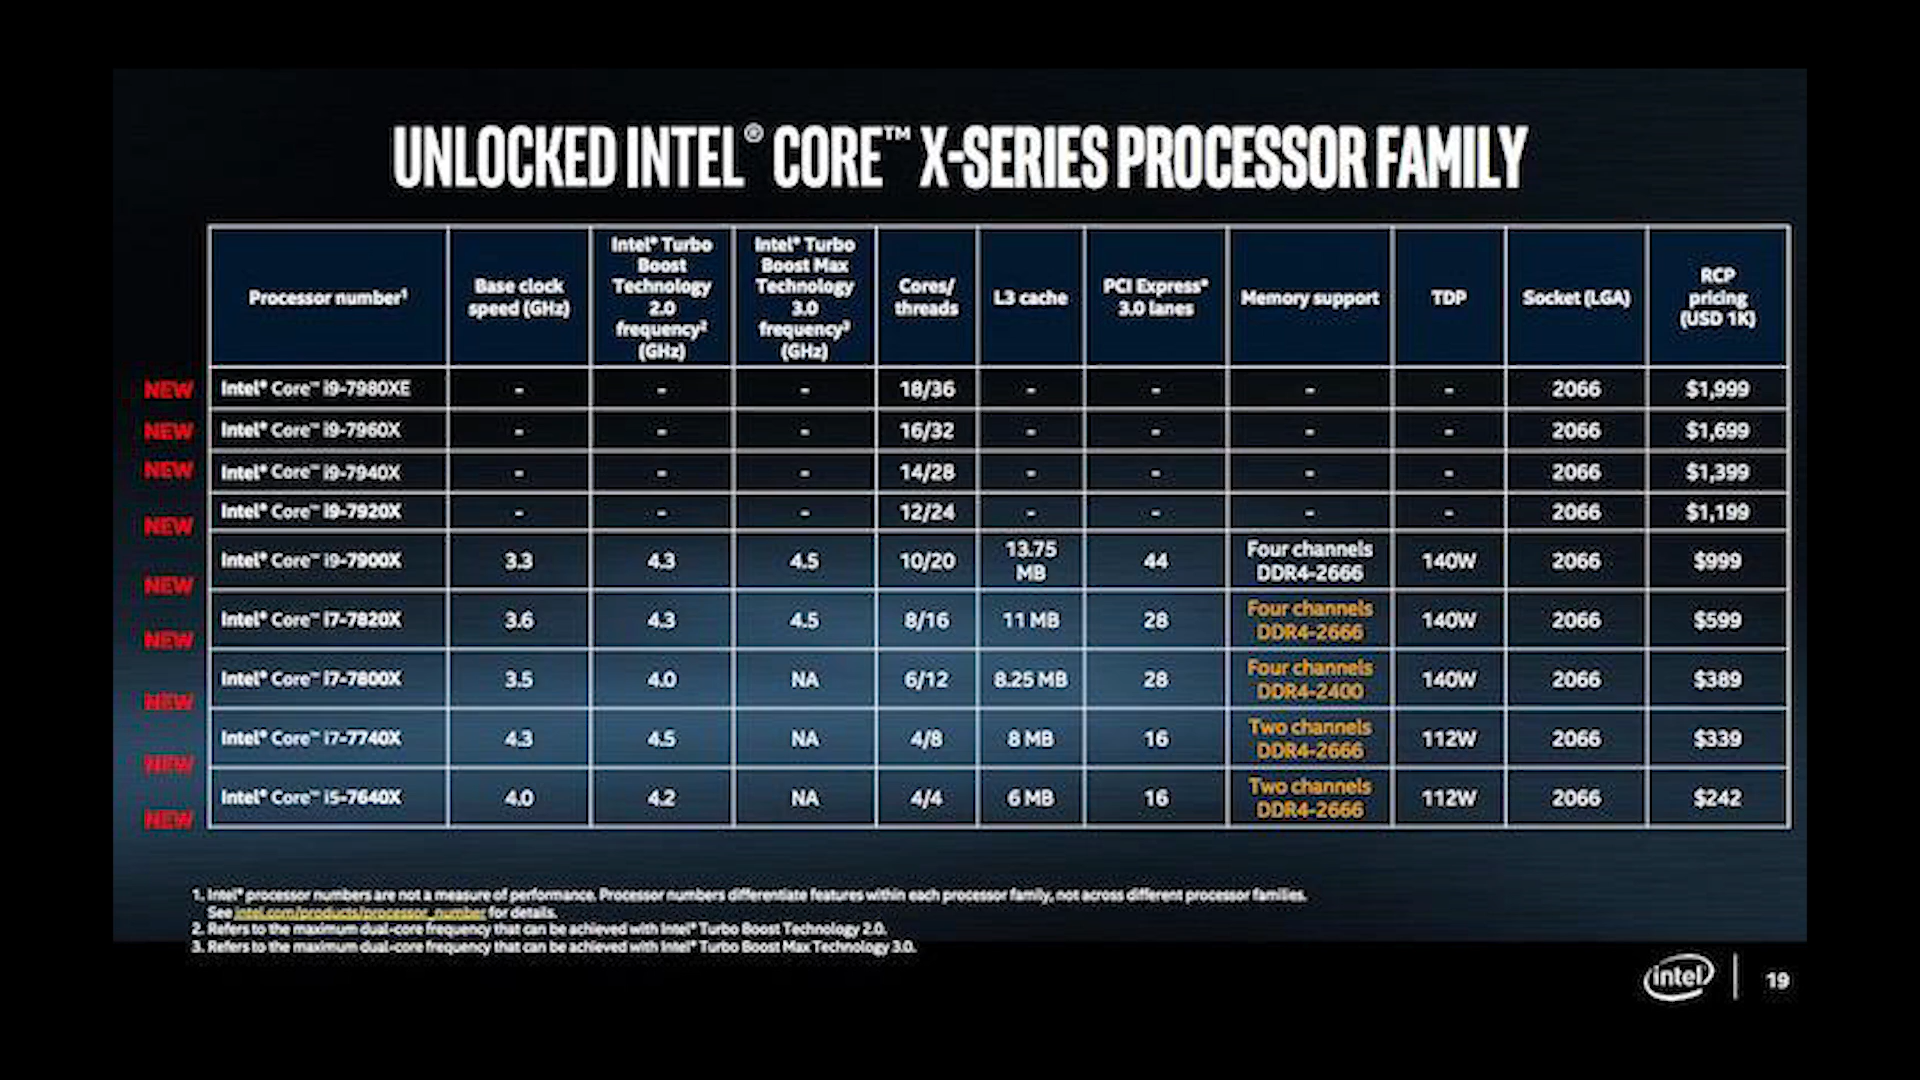 UNLOCKED INTEL® CORE™ X-SERIES PROCESSOR FAMILY
Processor number¹
Base clock
speed (GHz)
Intel® Turbo
Boost
Technology
2.0
frequency²
(GHz)
Intel® Turbo
Boost Max
Technology
3.0
frequency³
(GHz)
Cores/
threads
L3 cache
PCI Express®
3.0 lanes
Memory support
TDP
Socket (LGA)
RCP
pricing
(USD 1K)
NEW Intel® Core™ i9-7980XE - - - 18/36 - - - - 2066 $1,999
NEW Intel® Core™ i9-7960X - - - 16/32 - - - - 2066 $1,699
NEW Intel® Core™ i9-7940X - - - 14/28 - - - - 2066 $1,399
NEW Intel® Core™ i9-7920X - - - 12/24 - - - - 2066 $1,199
NEW Intel® Core™ i9-7900X 3.3 4.3 4.5 10/20 13.75 MB 44 Four channels DDR4-2666 140W 2066 $999
NEW Intel® Core™ i7-7820X 3.6 4.3 4.5 8/16 11 MB 28 Four channels DDR4-2666 140W 2066 $599
NEW Intel® Core™ i7-7800X 3.5 4.0 NA 6/12 8.25 MB 28 Four channels DDR4-2400 140W 2066 $389
NEW Intel® Core™ i7-7740X 4.3 4.5 NA 4/8 8 MB 16 Two channels DDR4-2666 112W 2066 $339
NEW Intel® Core™ i5-7640X 4.0 4.2 NA 4/4 6 MB 16 Two channels DDR4-2666 112W 2066 $242
1. Intel® processor numbers are not a measure of performance. Processor numbers differentiate features within each processor family, not across different processor families.
See intel.com/products/processor_number for details.
2. Refers to the maximum dual-core frequency that can be achieved with Intel® Turbo Boost Technology 2.0.
3. Refers to the maximum dual-core frequency that can be achieved with Intel® Turbo Boost Max Technology 3.0.
intel 19